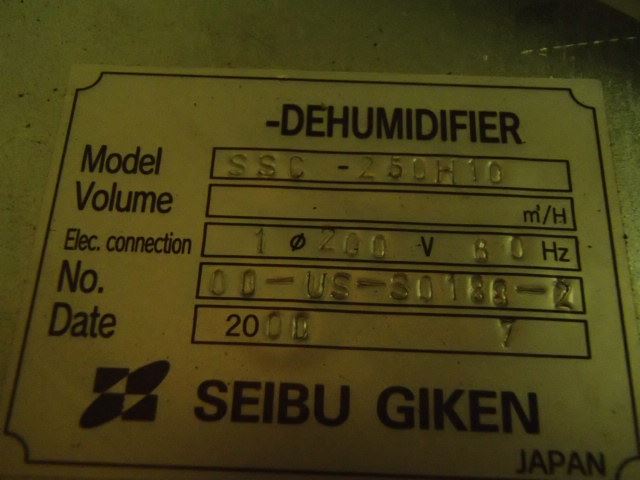 -DEHUMIDIFIER
Model SSC -250H10
Volume m³/H
Elec. connection 1 ø 200 V 60 Hz
No. 00-US-S0188-2
Date 2000 7
SEIBU GIKEN
JAPAN